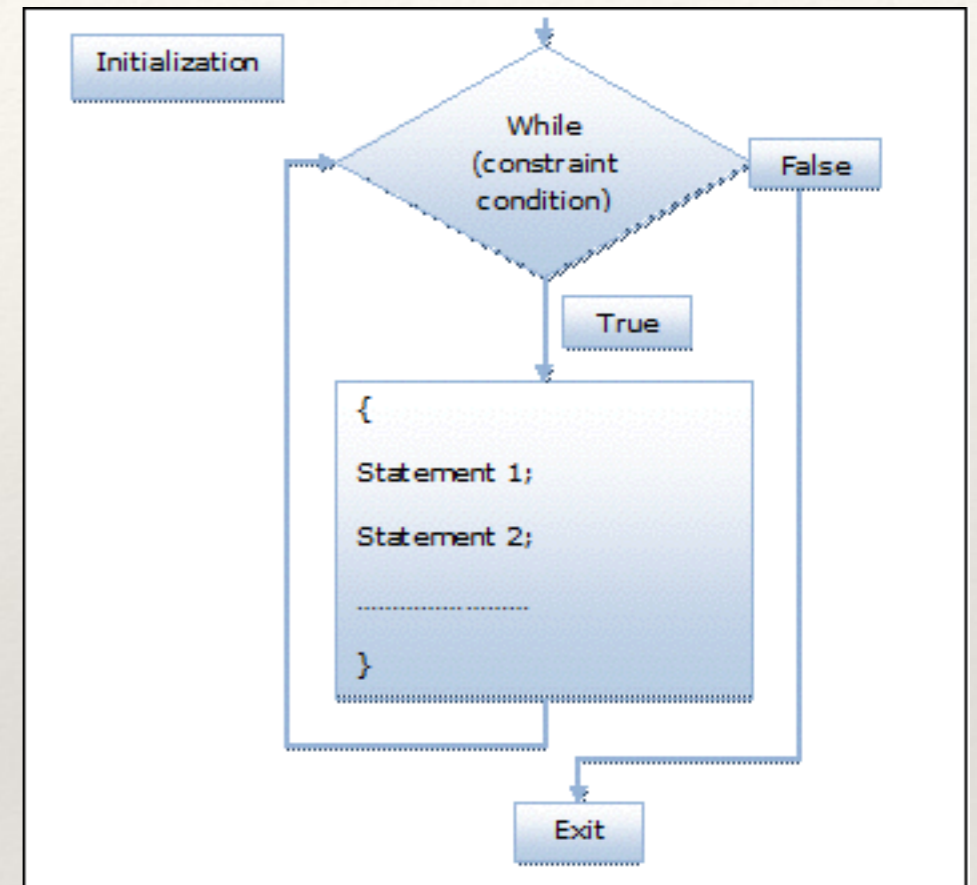 Initialization
While
(constraint
condition)
False
True
{
Statement 1;
Statement 2;
------------------------
}
Exit